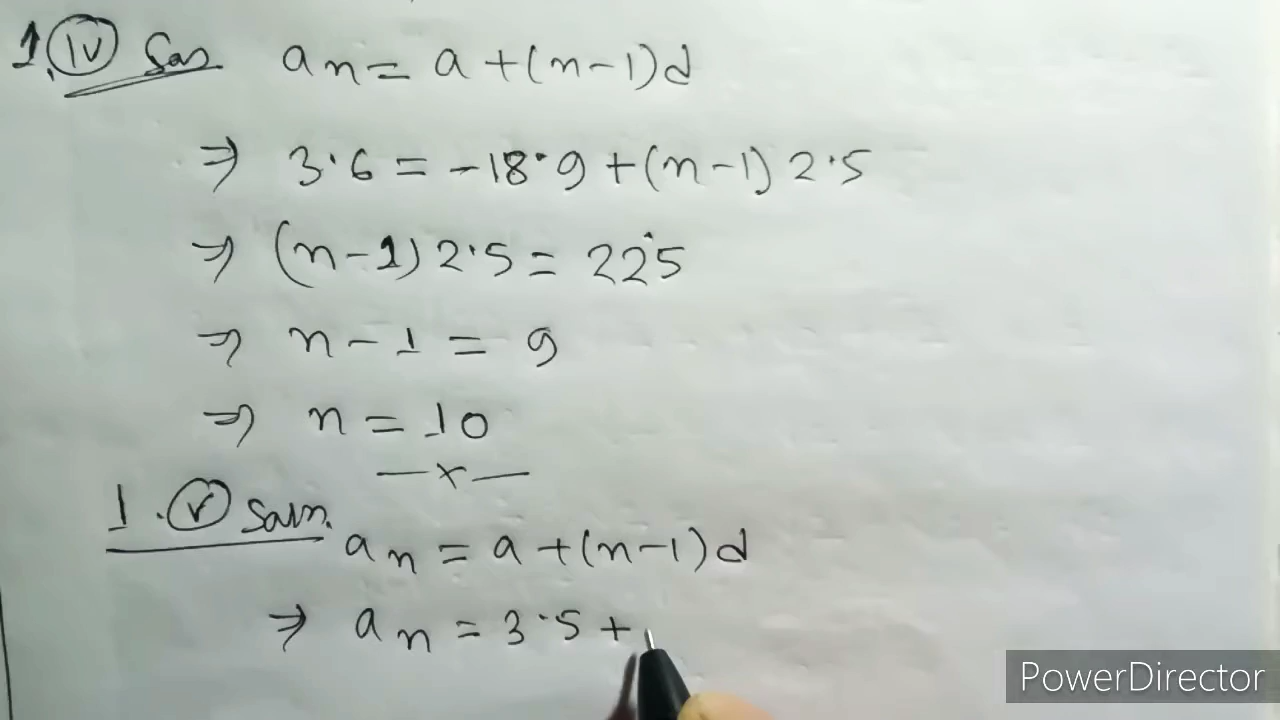 1. (iv) Soln. an = a + (n-1)d
⇒ 3.6 = -18.9 + (n-1) 2.5
⇒ (n-1) 2.5 = 22.5
⇒ n-1 = 9
⇒ n = 10
—x—
1. (v) Soln.
an = a + (n-1)d
⇒ an = 3.5 +
PowerDirector